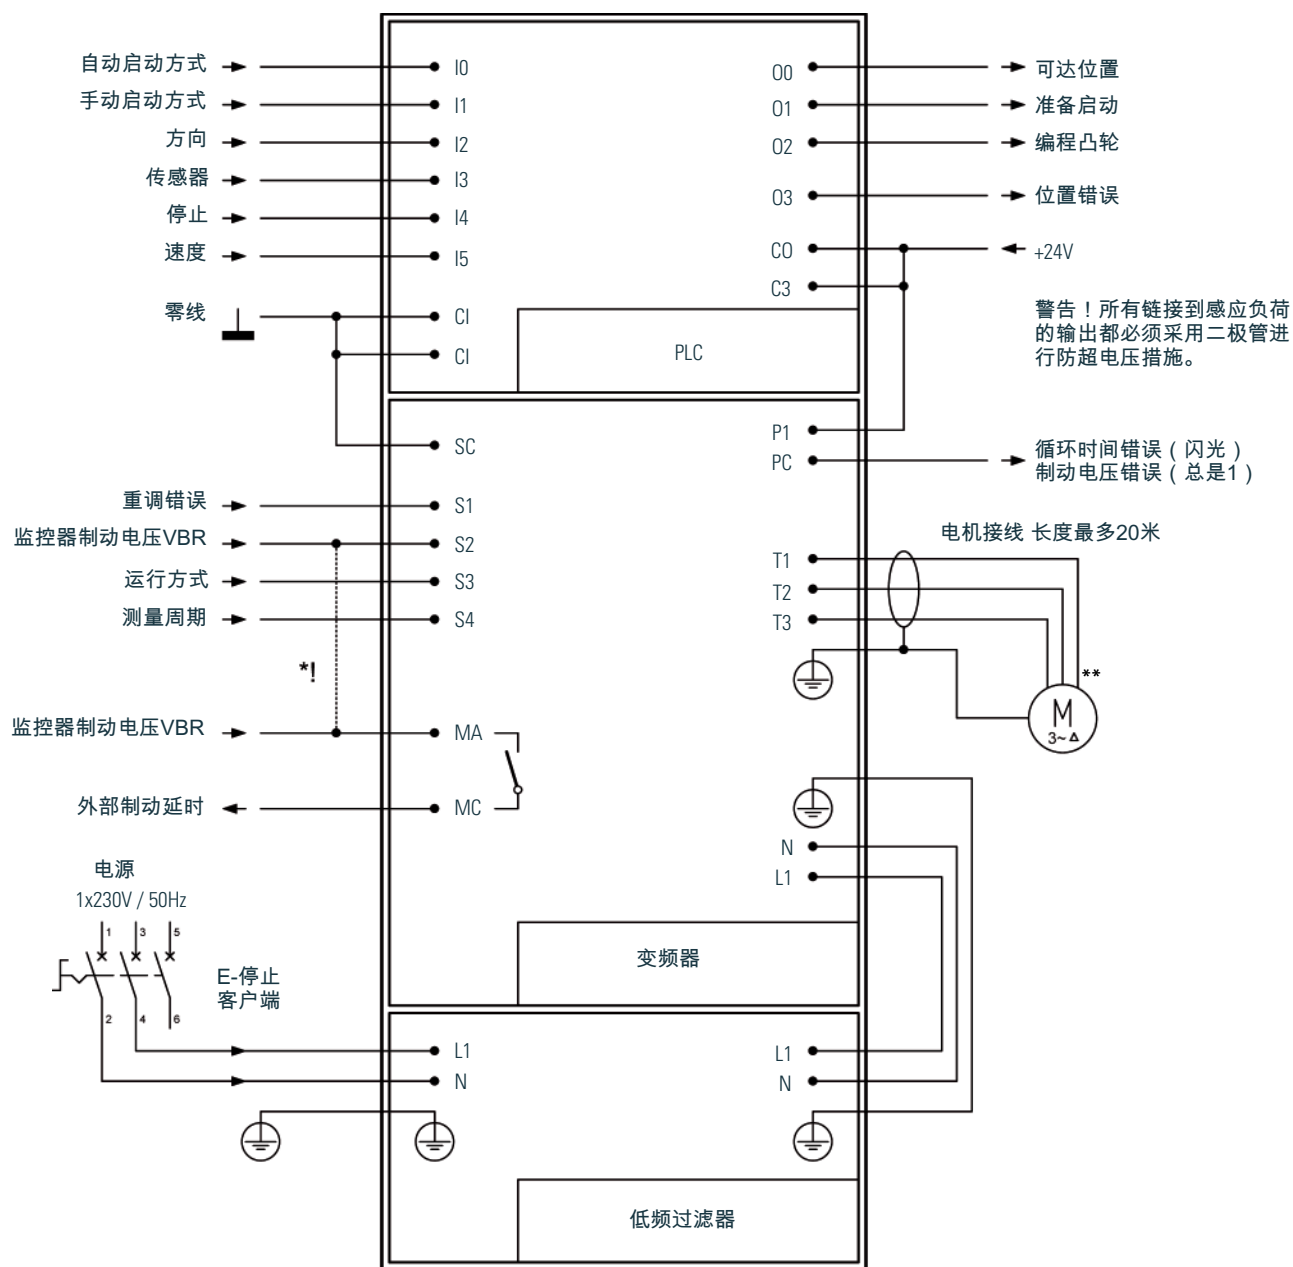 自动启动方式
I0
O0
可达位置
手动启动方式
I1
O1
准备启动
方向
I2
O2
编程凸轮
传感器
I3
O3
位置错误
停止
I4
速度
I5
C0
+24V
C3
零线
CI
警告！所有链接到感应负荷
的输出都必须采用二极管进
行防超电压措施。
CI
PLC
P1
SC
PC
循环时间错误（闪光）
制动电压错误（总是1）
重调错误
S1
监控器制动电压VBR
S2
电机接线 长度最多20米
T1
运行方式
S3
T2
测量周期
S4
T3
*!
**
M
3~ Δ
监控器制动电压VBR
MA
外部制动延时
MC
N
L1
电源
1x230V / 50Hz
1 3 5
E-停止
客户端
变频器
2 4 6
L1
L1
N
N
低频过滤器